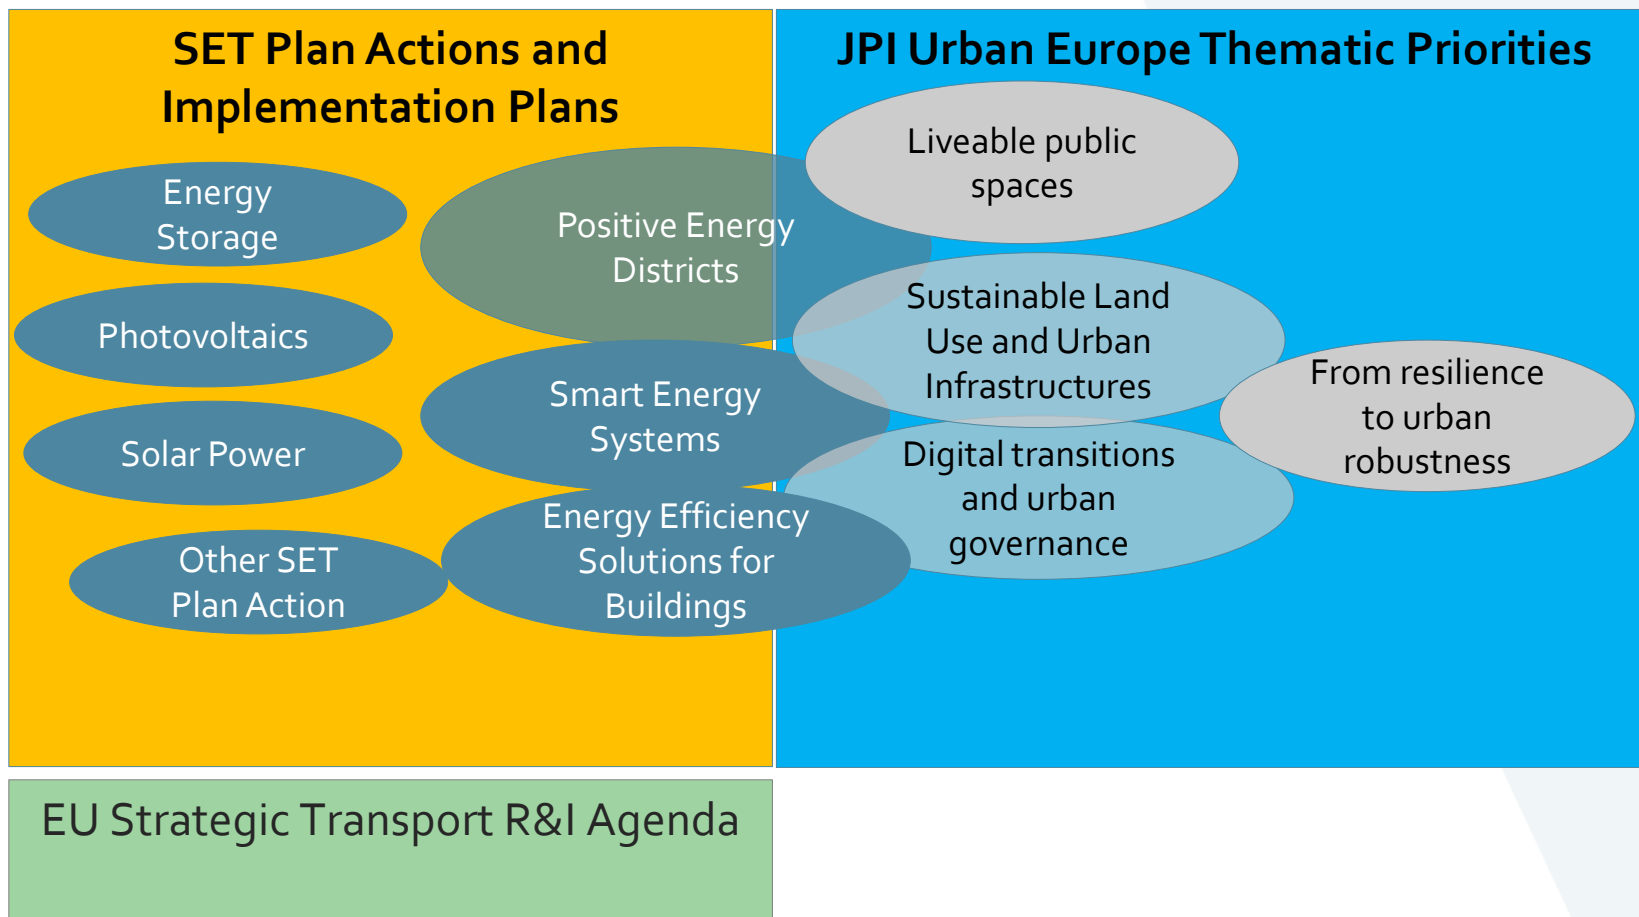 SET Plan Actions and
Implementation Plans
Energy
Storage
Photovoltaics
Solar Power
Other SET
Plan Action
Positive Energy
Districts
Smart Energy
Systems
Energy Efficiency
Solutions for
Buildings
JPI Urban Europe Thematic Priorities
Liveable public
spaces
Sustainable Land
Use and Urban
Infrastructures
Digital transitions
and urban
governance
From resilience
to urban
robustness
EU Strategic Transport R&I Agenda